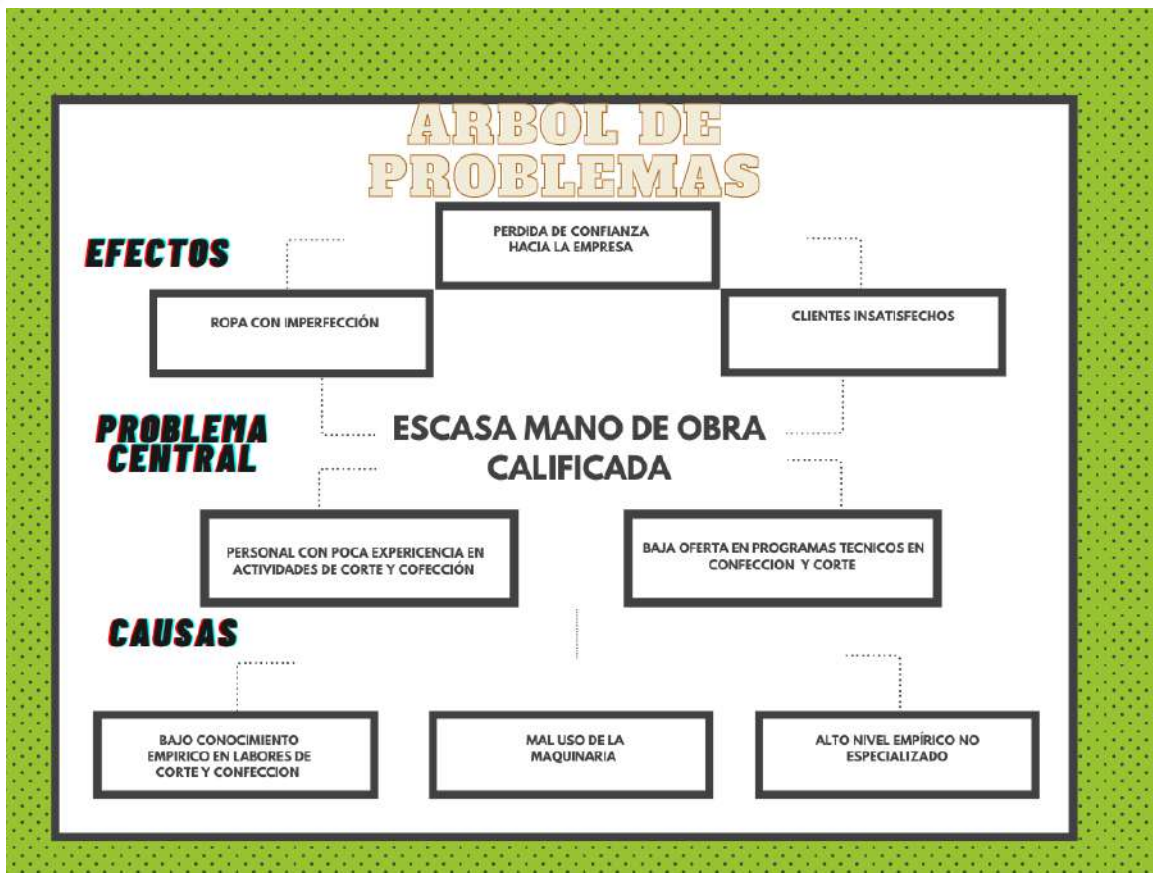 ARBOL DE
PROBLEMAS
EFECTOS
PERDIDA DE CONFIANZA
HACIA LA EMPRESA
ROPA CON IMPERFECCIÓN
CLIENTES INSATISFECHOS
PROBLEMA
CENTRAL
ESCASA MANO DE OBRA
CALIFICADA
PERSONAL CON POCA EXPERICENCIA EN
ACTIVIDADES DE CORTE Y COFECCIÓN
BAJA OFERTA EN PROGRAMAS TECNICOS EN
CONFECCION Y CORTE
CAUSAS
BAJO CONOCIMIENTO
EMPIRICO EN LABORES DE
CORTE Y CONFECCION
MAL USO DE LA
MAQUINARIA
ALTO NIVEL EMPÍRICO NO
ESPECIALIZADO